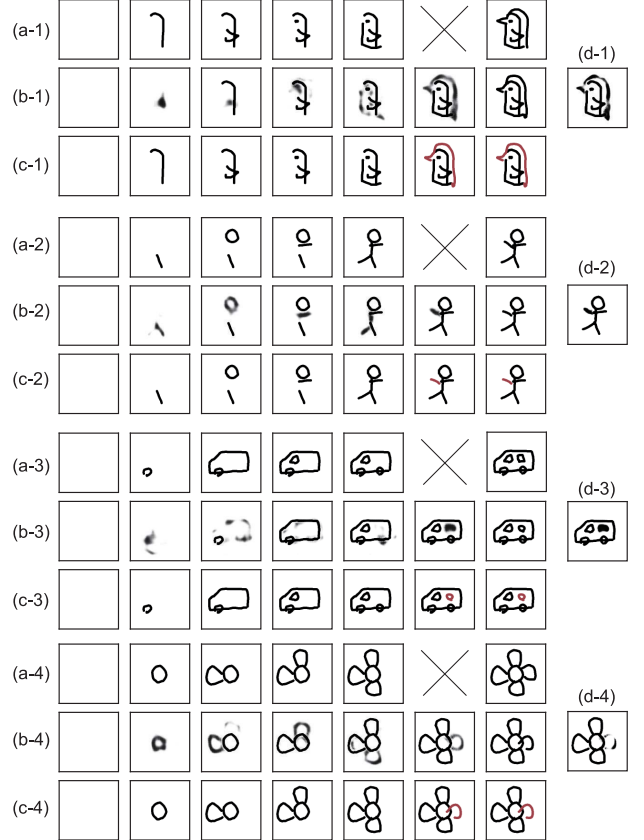 (a-1)
(d-1)
(b-1)
(c-1)
(a-2)
(d-2)
(b-2)
(c-2)
(a-3)
(d-3)
(b-3)
(c-3)
(a-4)
(d-4)
(b-4)
(c-4)